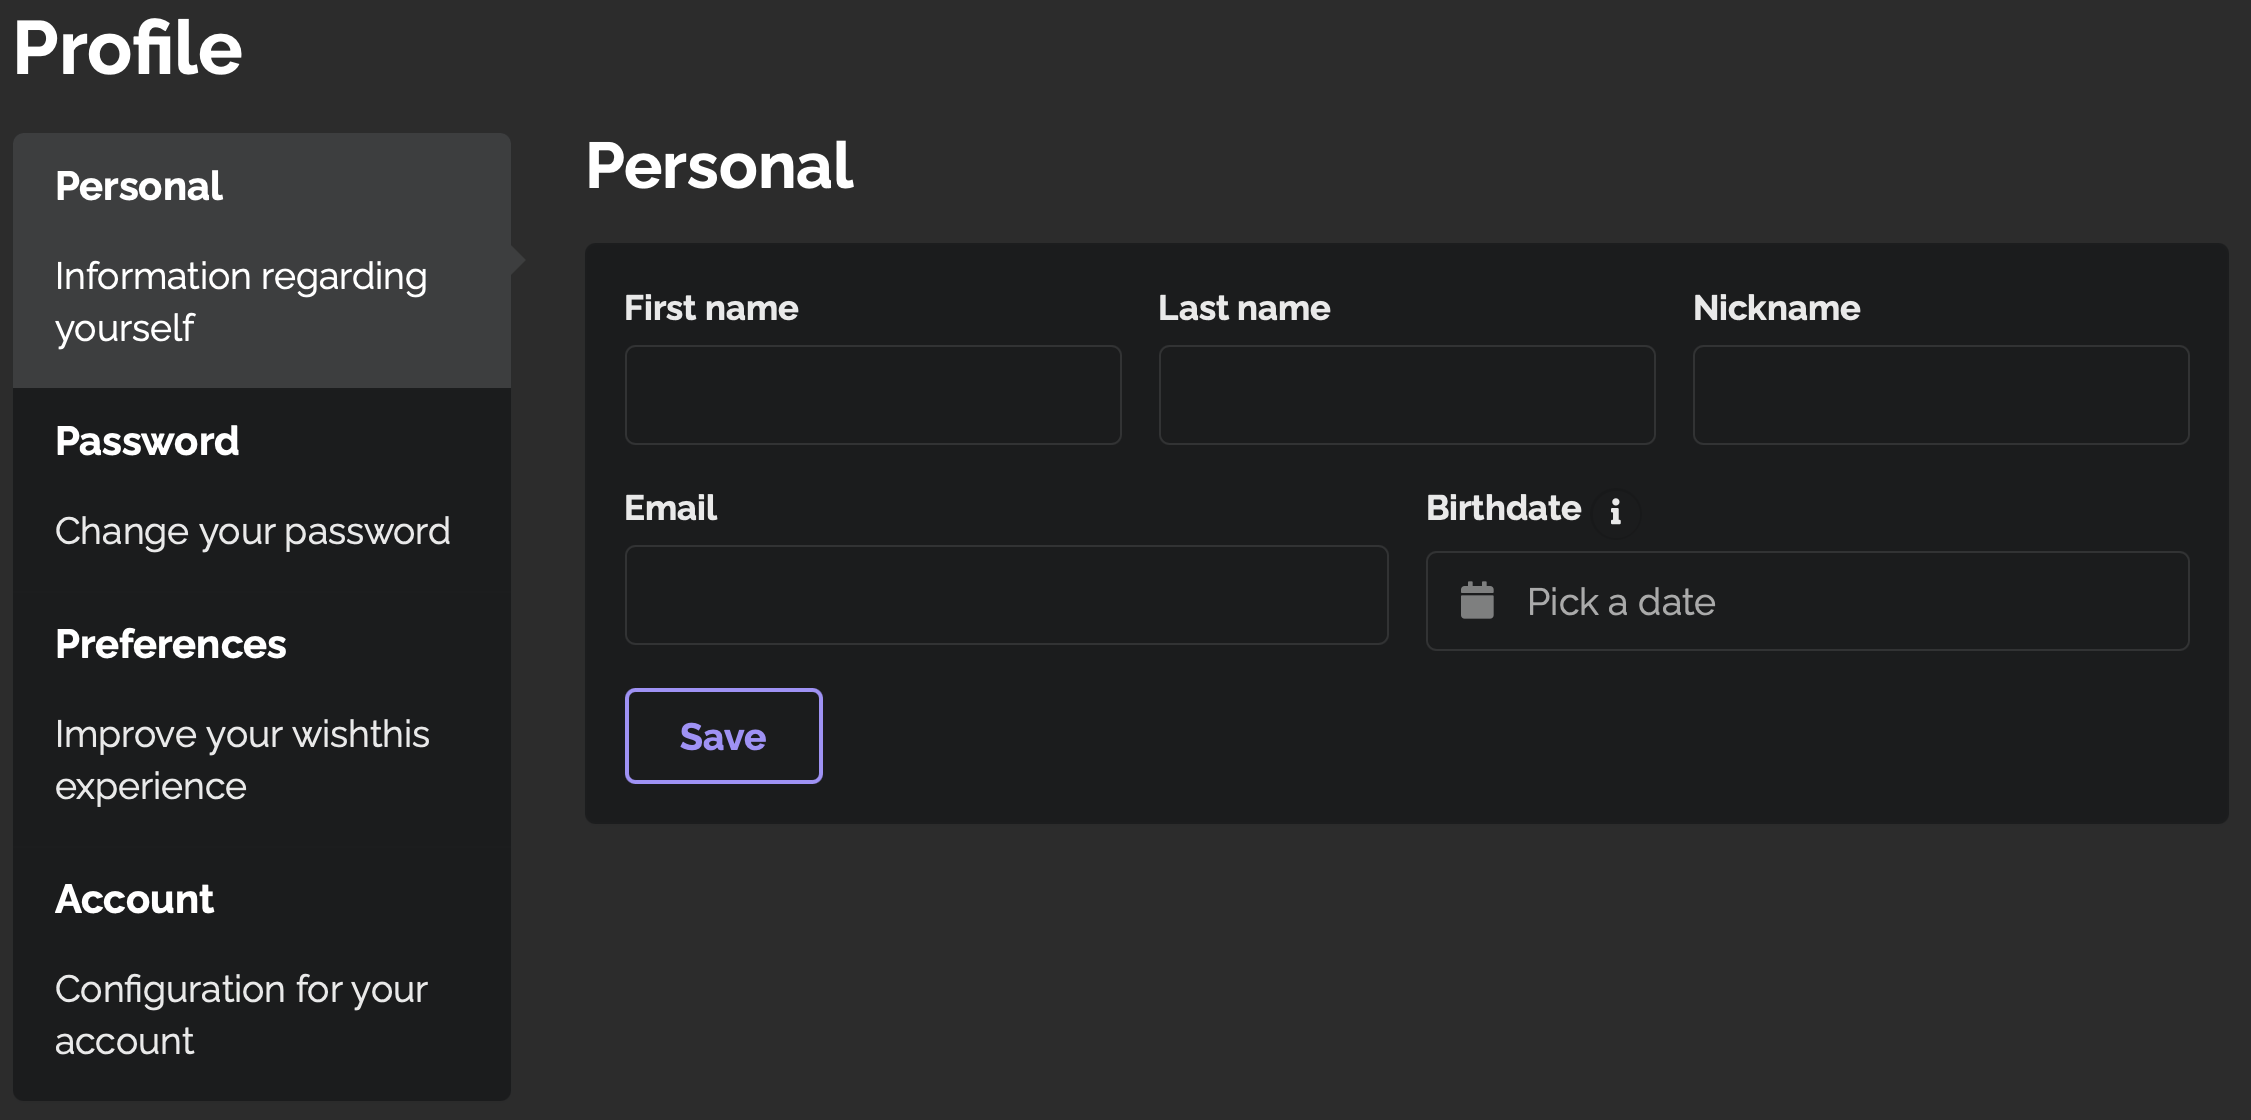 Profile
Personal
Information regarding
yourself
Password
Change your password
Preferences
Improve your wishthis
experience
Account
Configuration for your
account
Personal
First name
Last name
Nickname
Email
Birthdate
Pick a date
Save